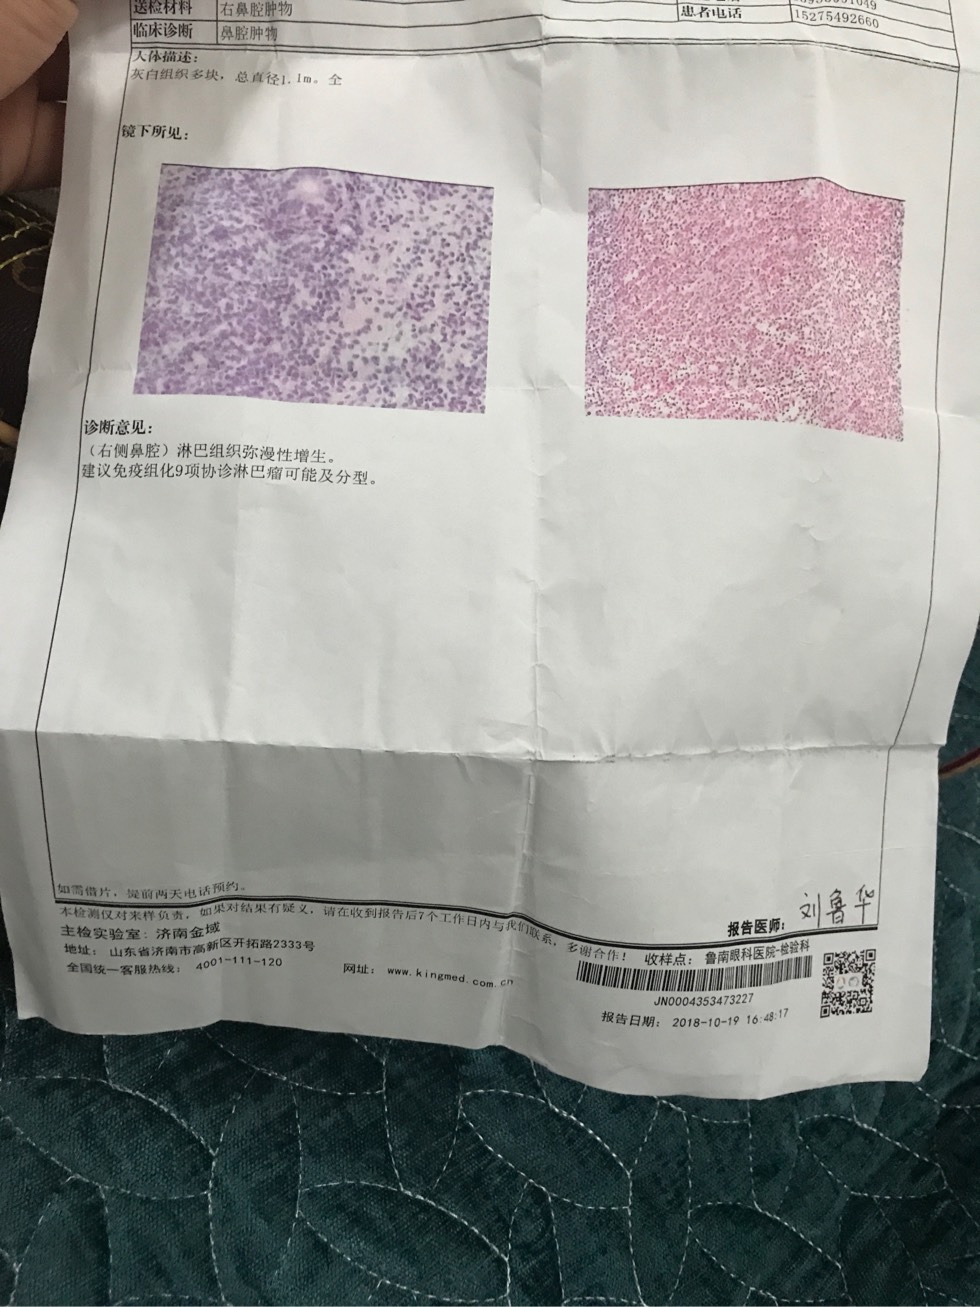 送检材料 右鼻腔肿物
患者电话 15275492660
临床诊断 鼻腔肿物
人体描述:
灰白组织多块，总直径1.1m。全
镜下所见:
诊断意见:
（右侧鼻腔）淋巴组织弥漫性增生。
建议免疫组化9项协诊淋巴瘤可能及分型。
如需借片，提前两天电话预约。
报告医师: 刘鲁华
本检测仅对来样负责，如果对结果有疑义，请在收到报告后7个工作日内与我们联系，多谢合作！
主检实验室: 济南金域
收样点: 鲁南眼科医院-检验科
地址: 山东省济南市高新区开拓路2333号
全国统一客服热线: 4001-111-120
网址: www.kingmed.com.cn
JN0004353473227
报告日期: 2018-10-19 16:48:17